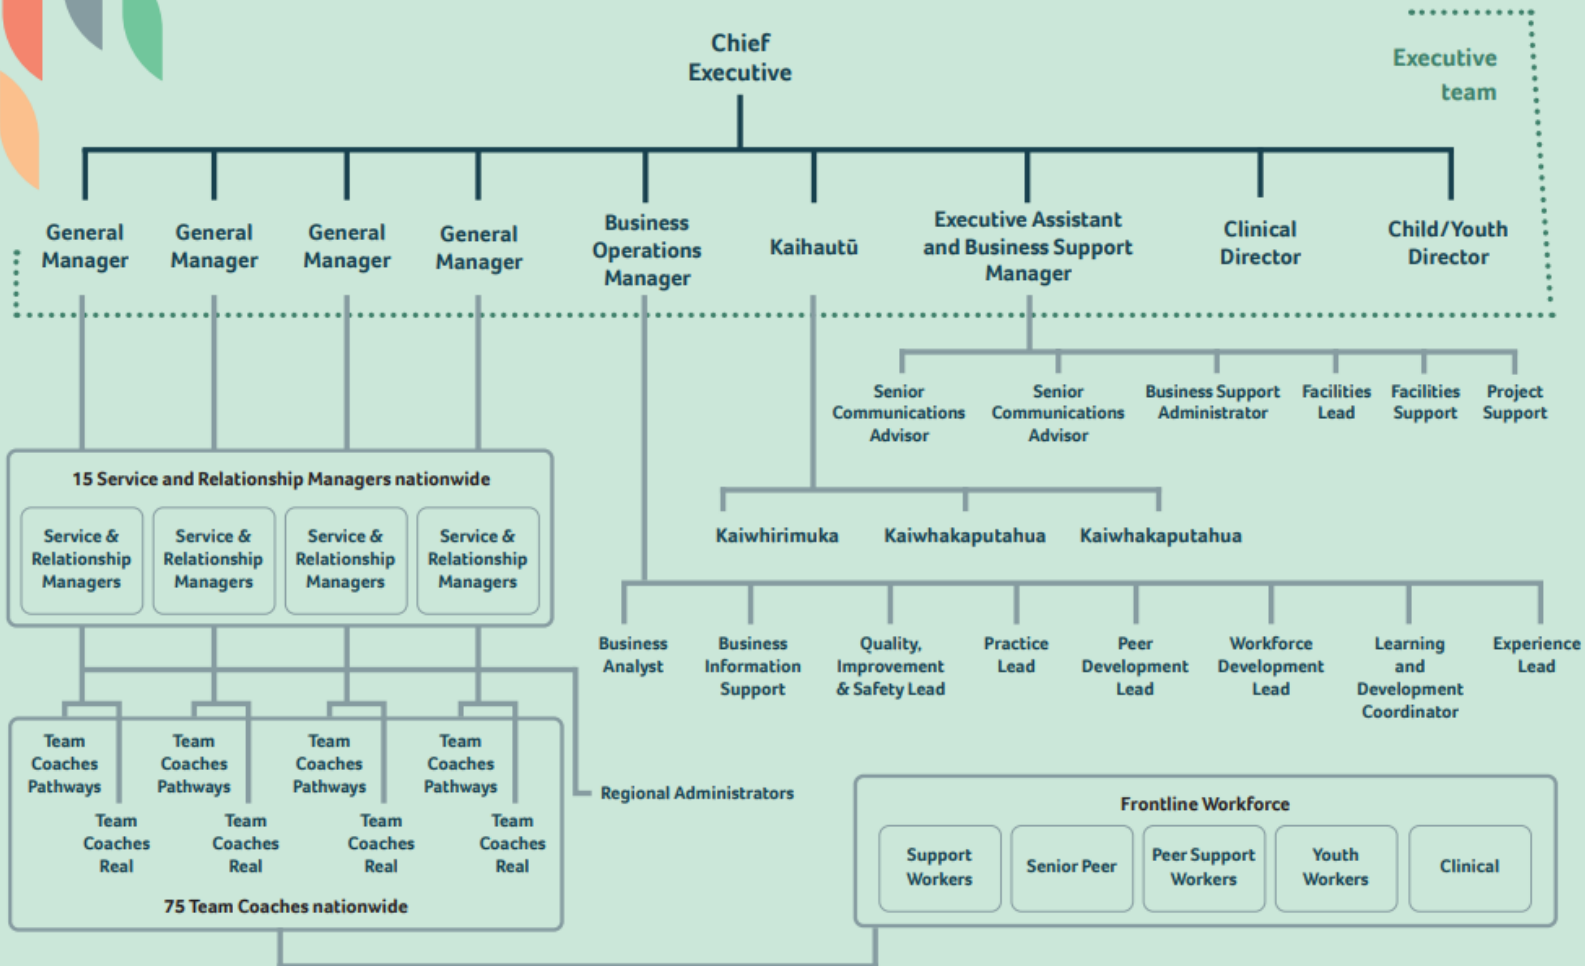 Chief
Executive
Executive
team
General
Manager
General
Manager
General
Manager
General
Manager
Business
Operations
Manager
Kaihautū
Executive Assistant
and Business Support
Manager
Clinical
Director
Child/Youth
Director
Senior
Communications
Advisor
Senior
Communications
Advisor
Business Support
Administrator
Facilities
Lead
Facilities
Support
Project
Support
15 Service and Relationship Managers nationwide
Service &
Relationship
Managers
Service &
Relationship
Managers
Service &
Relationship
Managers
Service &
Relationship
Managers
Kaiwhirimuka
Kaiwhakaputahua
Kaiwhakaputahua
Business
Analyst
Business
Information
Support
Quality,
Improvement
& Safety Lead
Practice
Lead
Peer
Development
Lead
Workforce
Development
Lead
Learning
and
Development
Coordinator
Experience
Lead
Team
Coaches
Pathways
Team
Coaches
Pathways
Team
Coaches
Pathways
Team
Coaches
Pathways
Team
Coaches
Real
Team
Coaches
Real
Team
Coaches
Real
Team
Coaches
Real
75 Team Coaches nationwide
Regional Administrators
Frontline Workforce
Support
Workers
Senior Peer
Peer Support
Workers
Youth
Workers
Clinical